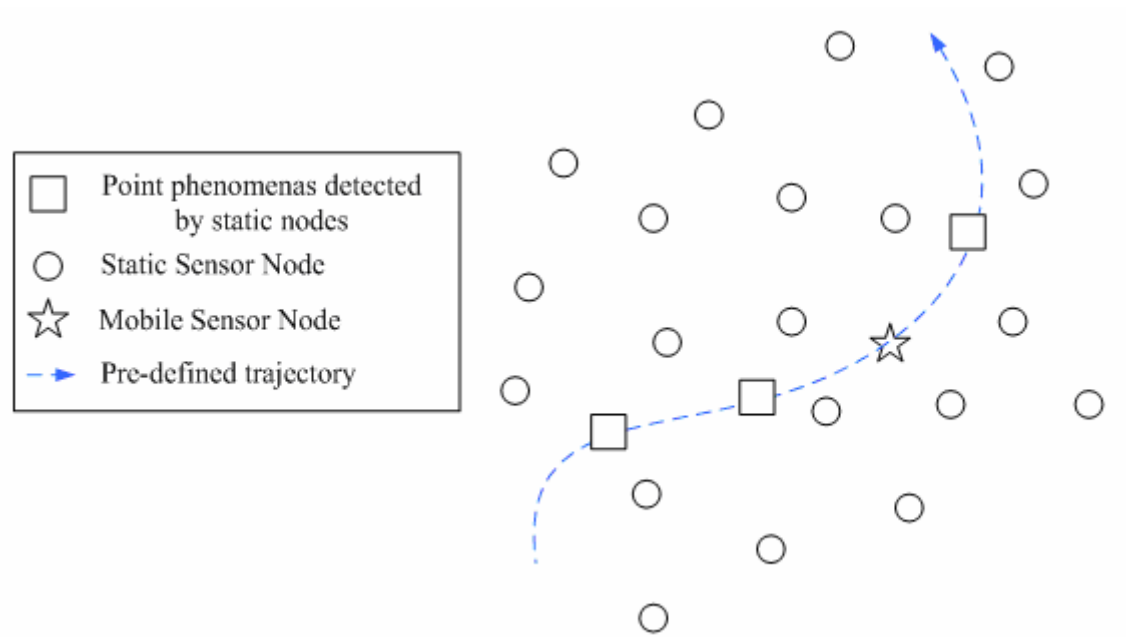 Point phenomenas detected
by static nodes
Static Sensor Node
Mobile Sensor Node
Pre-defined trajectory